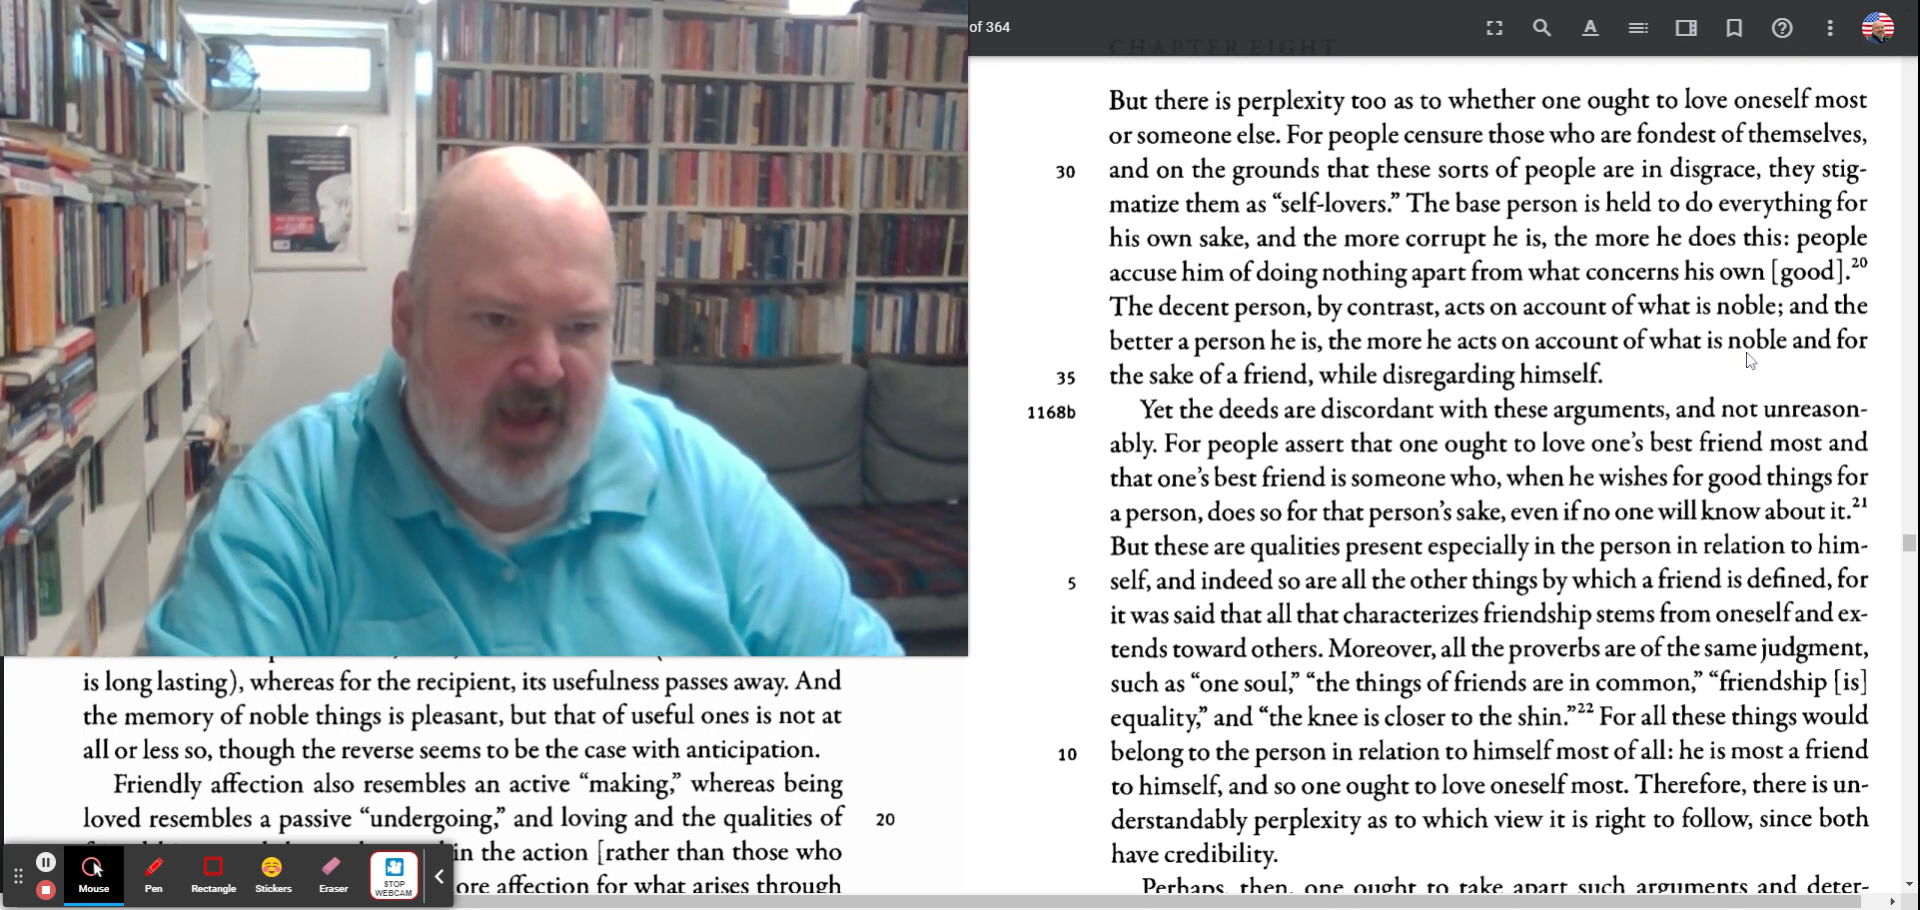 of 364
CHAPTER EIGHT
But there is perplexity too as to whether one ought to love oneself most
or someone else. For people censure those who are fondest of themselves,
30 and on the grounds that these sorts of people are in disgrace, they stig-
matize them as “self-lovers.” The base person is held to do everything for
his own sake, and the more corrupt he is, the more he does this: people
accuse him of doing nothing apart from what concerns his own [good].²⁰
The decent person, by contrast, acts on account of what is noble; and the
better a person he is, the more he acts on account of what is noble and for
35 the sake of a friend, while disregarding himself.
1168b Yet the deeds are discordant with these arguments, and not unreason-
ably. For people assert that one ought to love one’s best friend most and
that one’s best friend is someone who, when he wishes for good things for
a person, does so for that person’s sake, even if no one will know about it.²¹
But these are qualities present especially in the person in relation to him-
5 self, and indeed so are all the other things by which a friend is defined, for
it was said that all that characterizes friendship stems from oneself and ex-
tends toward others. Moreover, all the proverbs are of the same judgment,
such as “one soul,” “the things of friends are in common,” “friendship [is]
equality,” and “the knee is closer to the shin.”²² For all these things would
10 belong to the person in relation to himself most of all: he is most a friend
to himself, and so one ought to love oneself most. Therefore, there is un-
derstandably perplexity as to which view it is right to follow, since both
have credibility.
Perhaps, then, one ought to take apart such arguments and deter-
is long lasting), whereas for the recipient, its usefulness passes away. And
the memory of noble things is pleasant, but that of useful ones is not at
all or less so, though the reverse seems to be the case with anticipation.
Friendly affection also resembles an active “making,” whereas being
loved resembles a passive “undergoing,” and loving and the qualities of 20
in the action [rather than those who
ore affection for what arises through
Mouse
Pen
Rectangle
Stickers
Eraser
STOP
WEBCAM